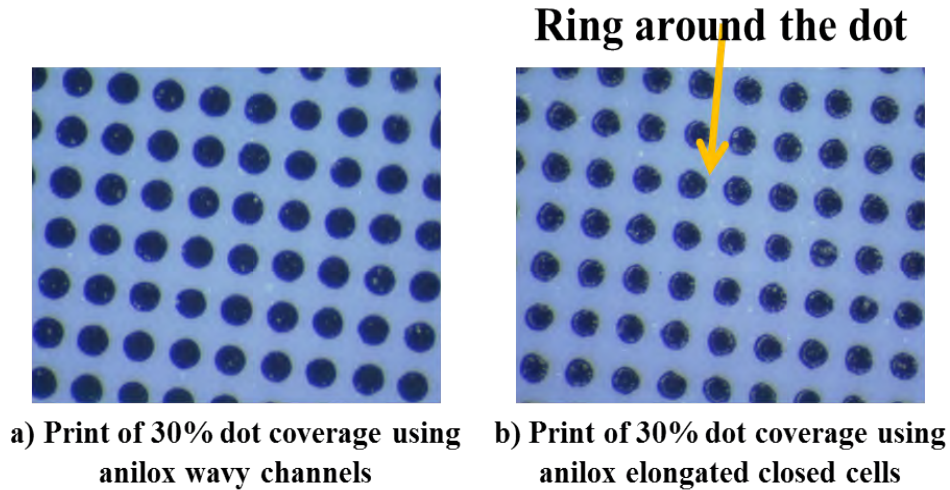 Ring around the dot
a) Print of 30% dot coverage using
anilox wavy channels
b) Print of 30% dot coverage using
anilox elongated closed cells